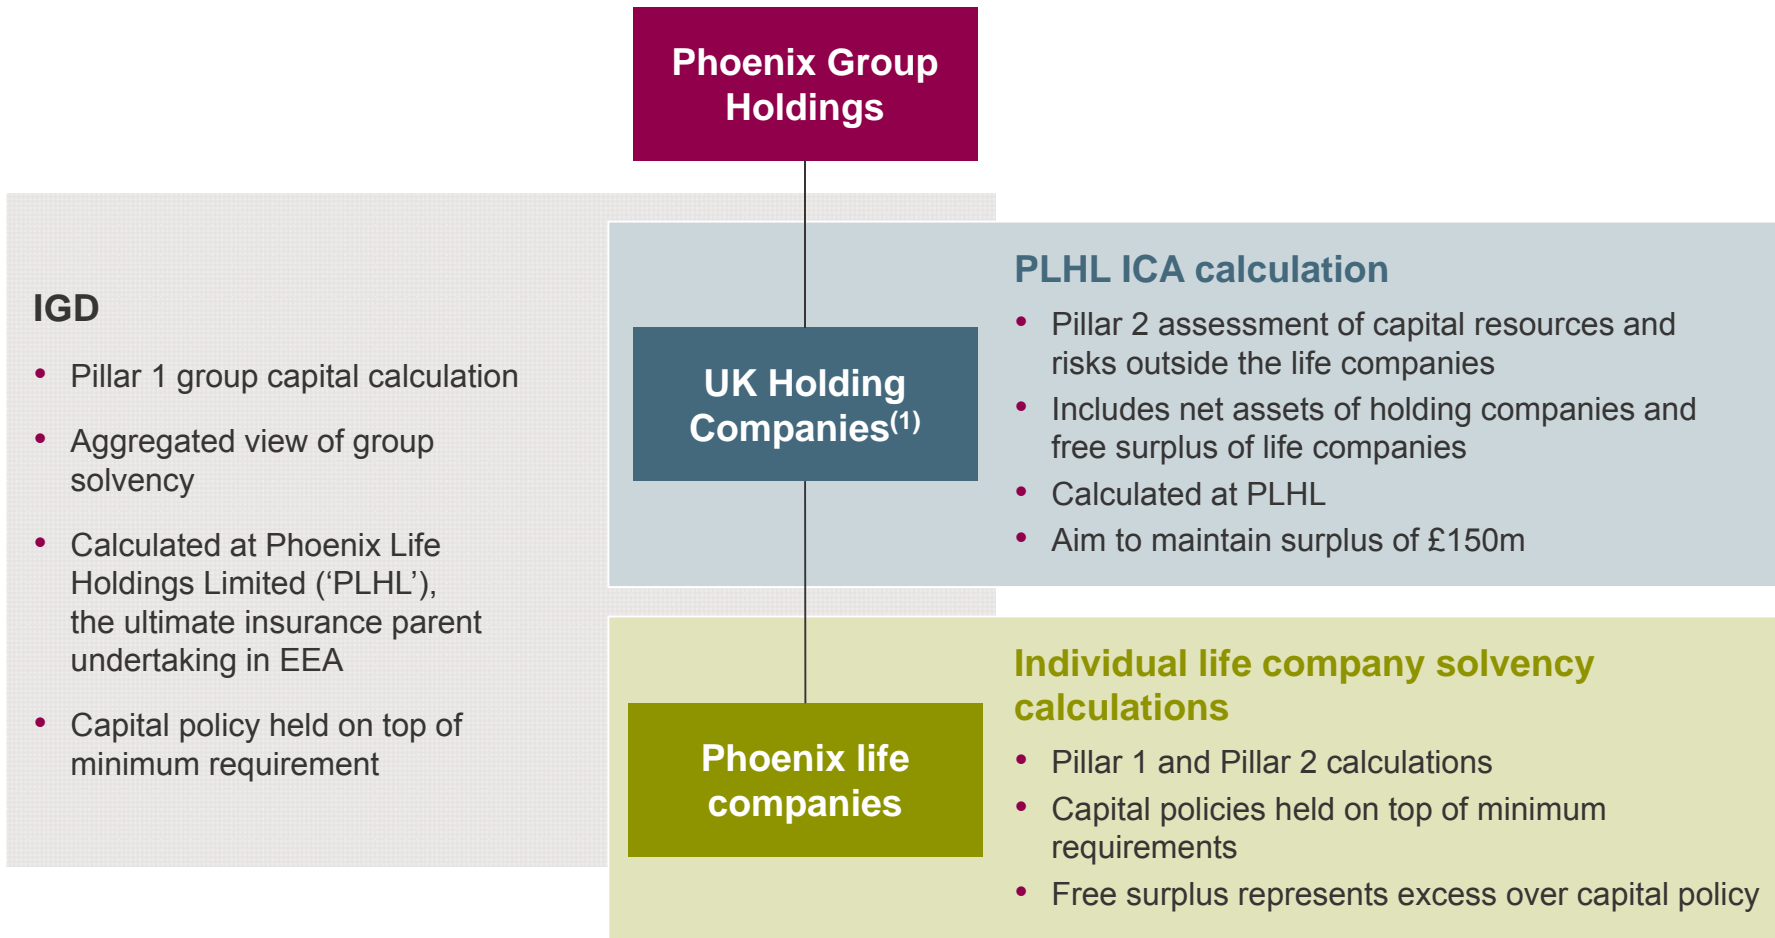 Phoenix Group
Holdings
IGD
• Pillar 1 group capital calculation
• Aggregated view of group
solvency
• Calculated at Phoenix Life
Holdings Limited (‘PLHL’),
the ultimate insurance parent
undertaking in EEA
• Capital policy held on top of
minimum requirement
UK Holding
Companies(1)
PLHL ICA calculation
• Pillar 2 assessment of capital resources and
risks outside the life companies
• Includes net assets of holding companies and
free surplus of life companies
• Calculated at PLHL
• Aim to maintain surplus of £150m
Phoenix life
companies
Individual life company solvency
calculations
• Pillar 1 and Pillar 2 calculations
• Capital policies held on top of minimum
requirements
• Free surplus represents excess over capital policy